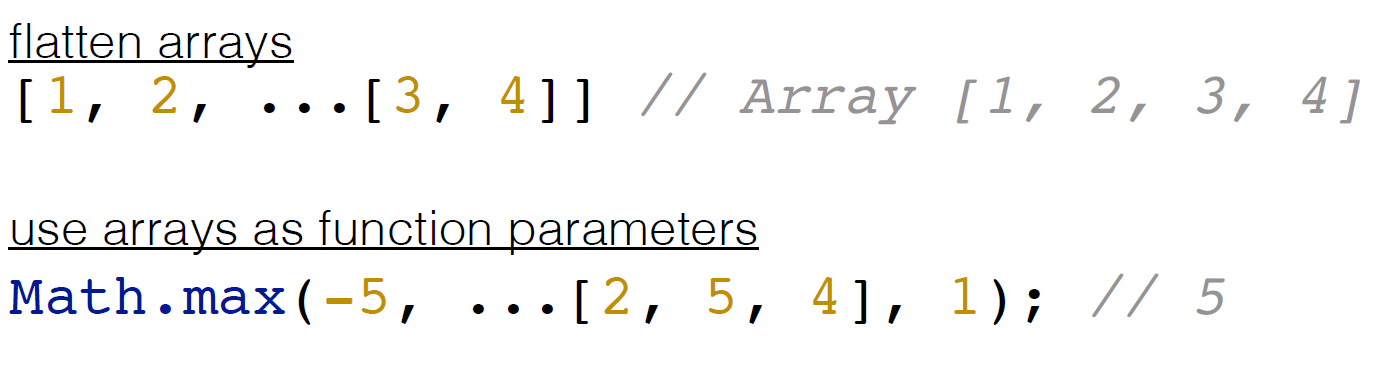 flatten arrays
[1, 2, ...[3, 4]] // Array [1, 2, 3, 4]
use arrays as function parameters
Math.max(-5, ...[2, 5, 4], 1); // 5